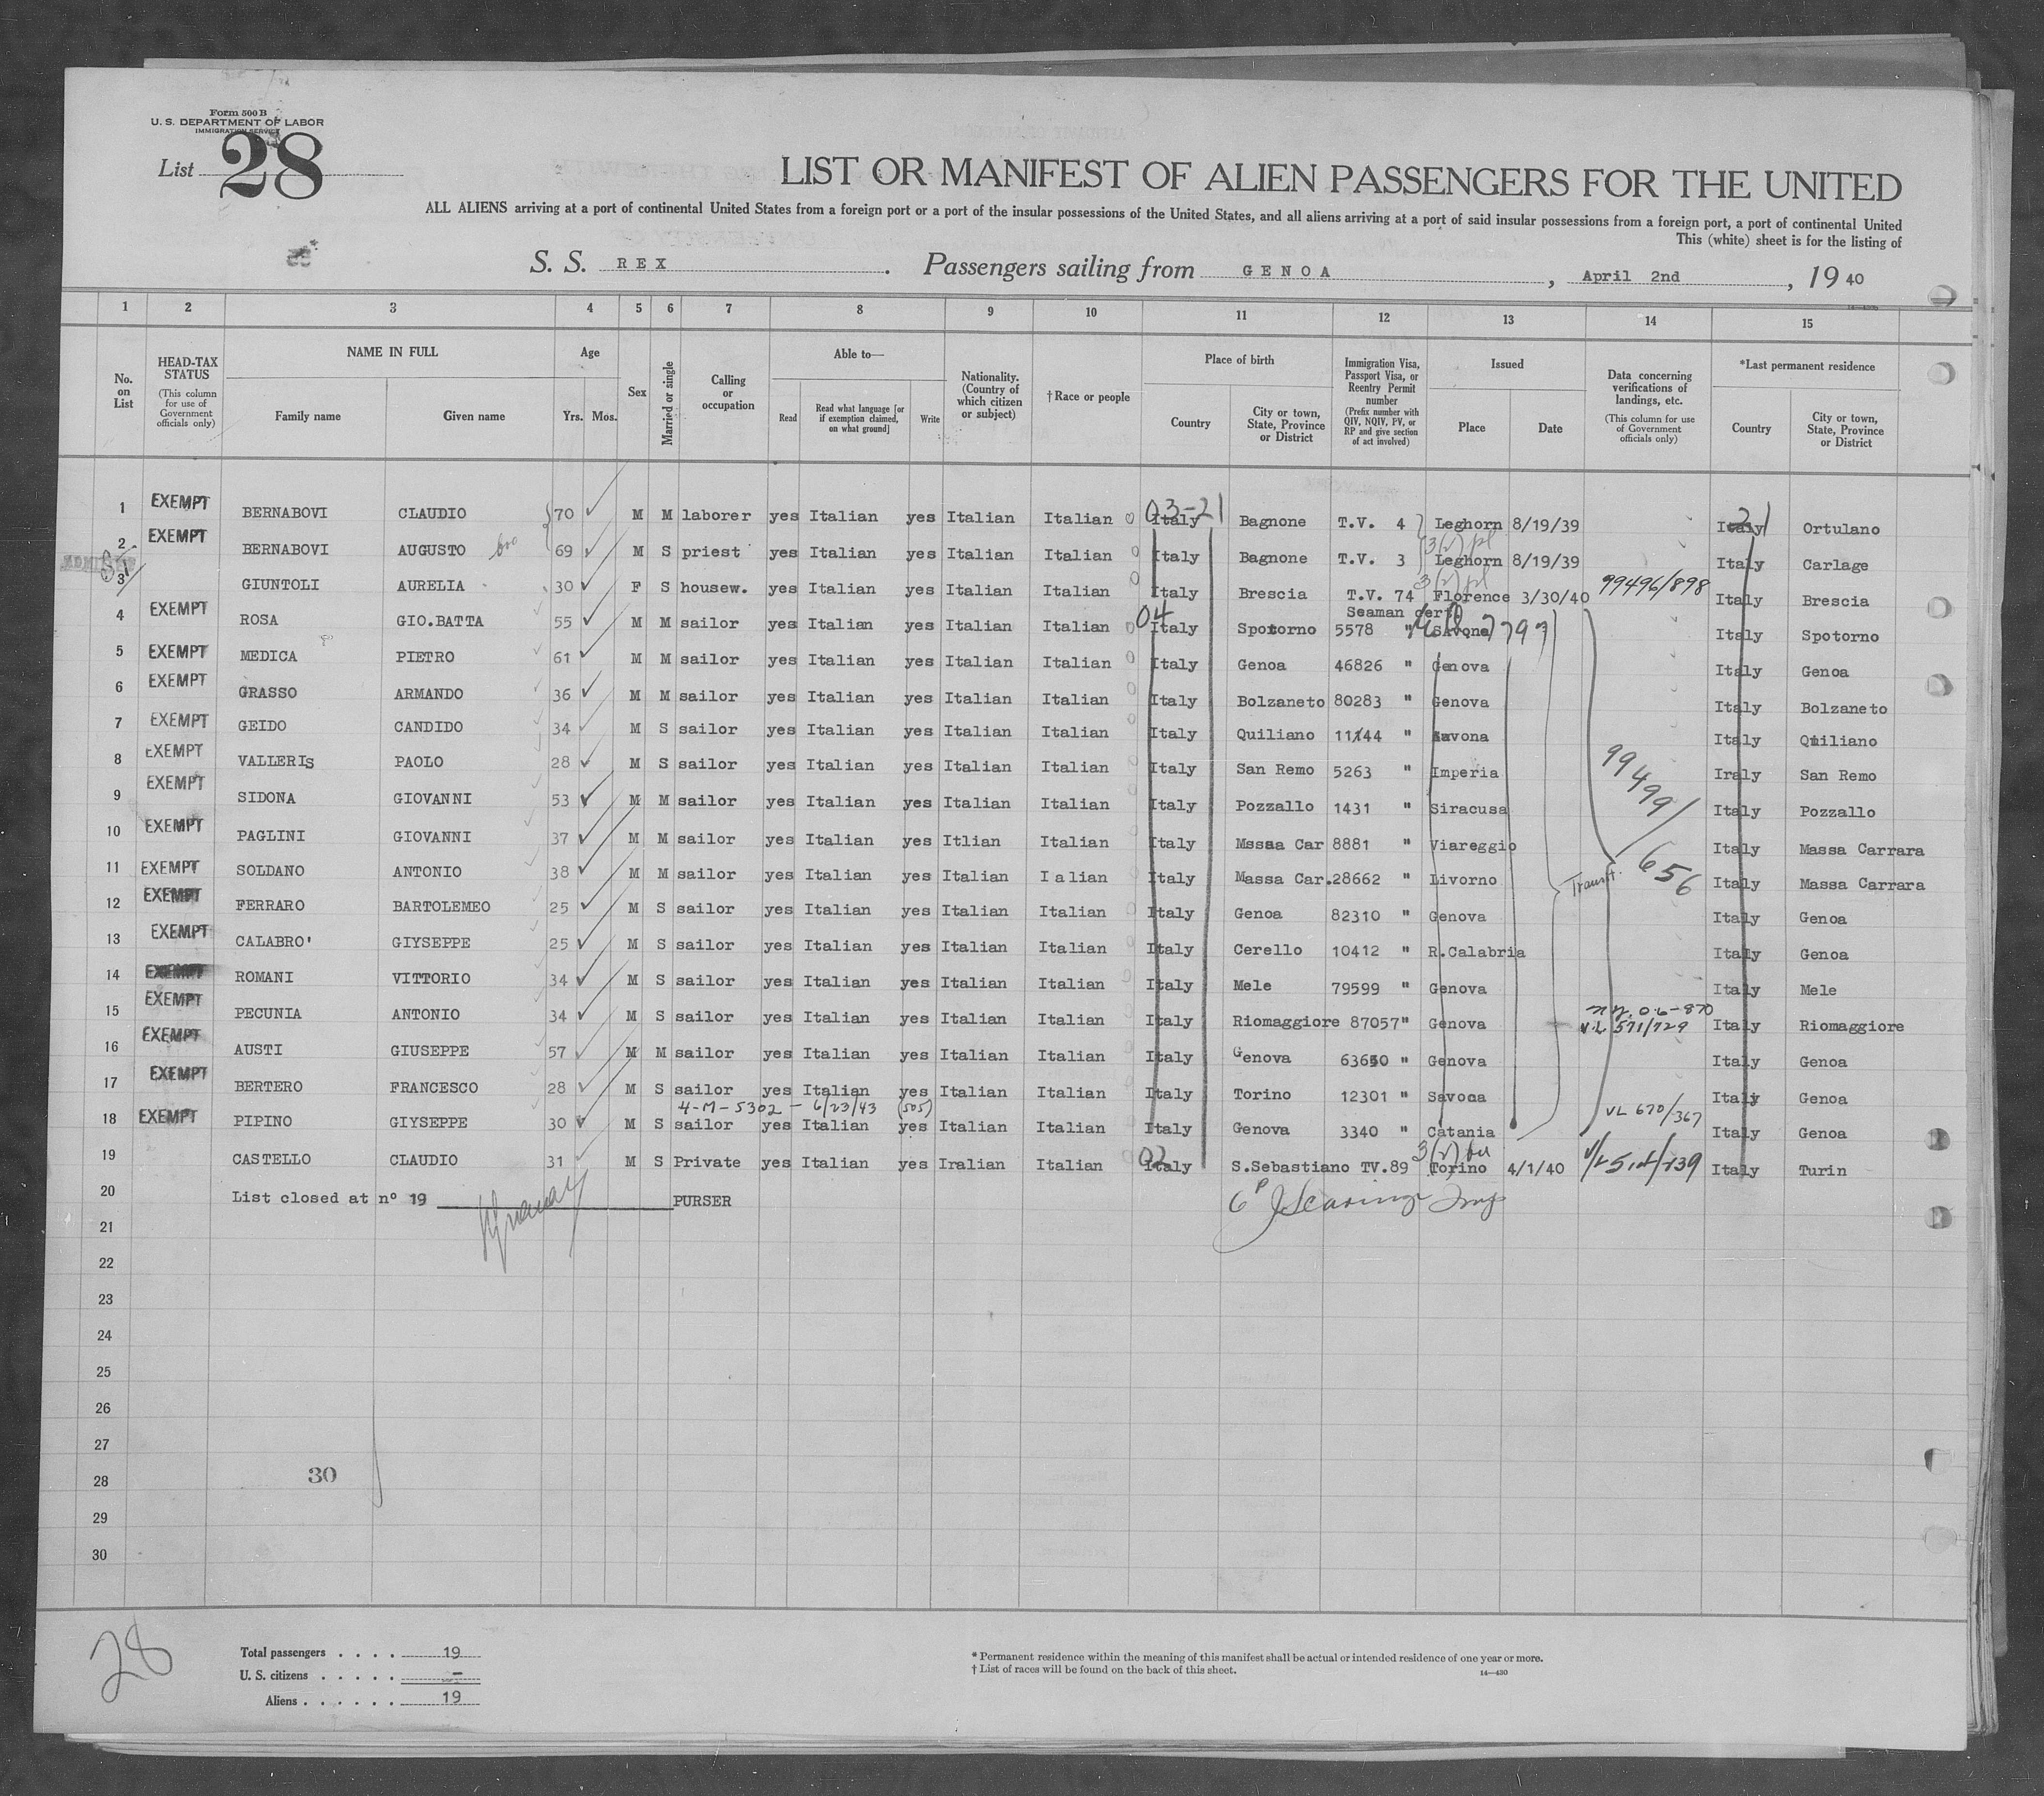 Form 500 B
U. S. DEPARTMENT OF LABOR
IMMIGRATION SERVICE
List 28
LIST OR MANIFEST OF ALIEN PASSENGERS FOR THE UNITED
ALL ALIENS arriving at a port of continental United States from a foreign port or a port of the insular possessions of the United States, and all aliens arriving at a port of said insular possessions from a foreign port, a port of continental United
This (white) sheet is for the listing of
S. S. REX. Passengers sailing from GENOA, April 2nd, 19 40
1 2 3 4 5 6 7 8 9 10 11 12 13 14 15
No. on List
HEAD-TAX STATUS (This column for use of Government officials only)
NAME IN FULL Family name Given name
Age Yrs. Mos.
Sex
Married or single
Calling or occupation
Able to— Read Read what language [or if exemption claimed, on what ground] Write
Nationality. (Country of which citizen or subject)
†Race or people
Place of birth Country City or town, State, Province or District
Immigration Visa, Passport Visa, or Reentry Permit number (Prefix number with QIV, NQIV, PV, or RP and give section of act involved)
Issued Place Date
Data concerning verifications of landings, etc. (This column for use of Government officials only)
*Last permanent residence Country City or town, State, Province or District
03-21 21
1 EXEMPT BERNABOVI CLAUDIO 70 M M laborer yes Italian yes Italian Italian Italy Bagnone T.V. 4 Leghorn 8/19/39 Italy Ortulano
3(2) pl
2 EXEMPT BERNABOVI AUGUSTO bro 69 M S priest yes Italian yes Italian Italian Italy Bagnone T.V. 3 Leghorn 8/19/39 Italy Carlage
ADMITTED 3(2) pl
3 GIUNTOLI AURELIA 30 F S housew. yes Italian yes Italian Italian Italy Brescia T.V. 74 Florence 3/30/40 99496/898 Italy Brescia
04 Seaman cert.
4 EXEMPT ROSA GIO.BATTA 55 M M sailor yes Italian yes Italian Italian Italy Spotorno 5578 " Savona 7797 Italy Spotorno
5 EXEMPT MEDICA PIETRO 61 M M sailor yes Italian yes Italian Italian Italy Genoa 46826 " Genova Italy Genoa
6 EXEMPT GRASSO ARMANDO 36 M M sailor yes Italian yes Italian Italian Italy Bolzaneto 80283 " Genova Italy Bolzaneto
7 EXEMPT GEIDO CANDIDO 34 M S sailor yes Italian yes Italian Italian Italy Quiliano 11144 " Savona Italy Quiliano
8 EXEMPT VALLERIS PAOLO 28 M S sailor yes Italian yes Italian Italian Italy San Remo 5263 " Imperia Iraly San Remo
9 EXEMPT SIDONA GIOVANNI 53 M M sailor yes Italian yes Italian Italian Italy Pozzallo 1431 " Siracusa 99499/656 Italy Pozzallo
10 EXEMPT PAGLINI GIOVANNI 37 M M sailor yes Italian yes Itlian Italian Italy Mssaa Car 8881 " Viareggio Italy Massa Carrara
11 EXEMPT SOLDANO ANTONIO 38 M M sailor yes Italian yes Italian I alian Italy Massa Car.28662 " Livorno Transit. Italy Massa Carrara
12 EXEMPT FERRARO BARTOLEMEO 25 M S sailor yes Italian yes Italian Italian Italy Genoa 82310 " Genova Italy Genoa
13 EXEMPT CALABRO' GIYSEPPE 25 M S sailor yes Italian yes Italian Italian Italy Cerello 10412 " R.Calabria Italy Genoa
14 EXEMPT ROMANI VITTORIO 34 M S sailor yes Italian yes Italian Italian Italy Mele 79599 " Genova Italy Mele
N.Y. 06-870
15 EXEMPT PECUNIA ANTONIO 34 M S sailor yes Italian yes Italian Italian Italy Riomaggiore 87057" Genova V.L 571/729 Italy Riomaggiore
16 EXEMPT AUSTI GIUSEPPE 57 M M sailor yes Italian yes Italian Italian Italy Genova 63640 " Genova Italy Genoa
17 EXEMPT BERTERO FRANCESCO 28 M S sailor yes Italian yes Italian Italian Italy Torino 12301 " Savona Italy Genoa
4-M-5302 - 6/23/43 (505) VL 670/367
18 EXEMPT PIPINO GIYSEPPE 30 M S sailor yes Italian yes Italian Italian Italy Genova 3340 " Catania Italy Genoa
02
19 CASTELLO CLAUDIO 31 M S Private yes Italian yes Iralian Italian Italy S.Sebastiano TV.89 Torino 4/1/40 Italy Turin
20 List closed at n° 19 PURSER
21
22
23
24
25
26
27
28
30
29
30
28
Total passengers . . . . 19
U. S. citizens . . . . . —
Aliens . . . . . . 19
* Permanent residence within the meaning of this manifest shall be actual or intended residence of one year or more.
† List of races will be found on the back of this sheet.
14—430